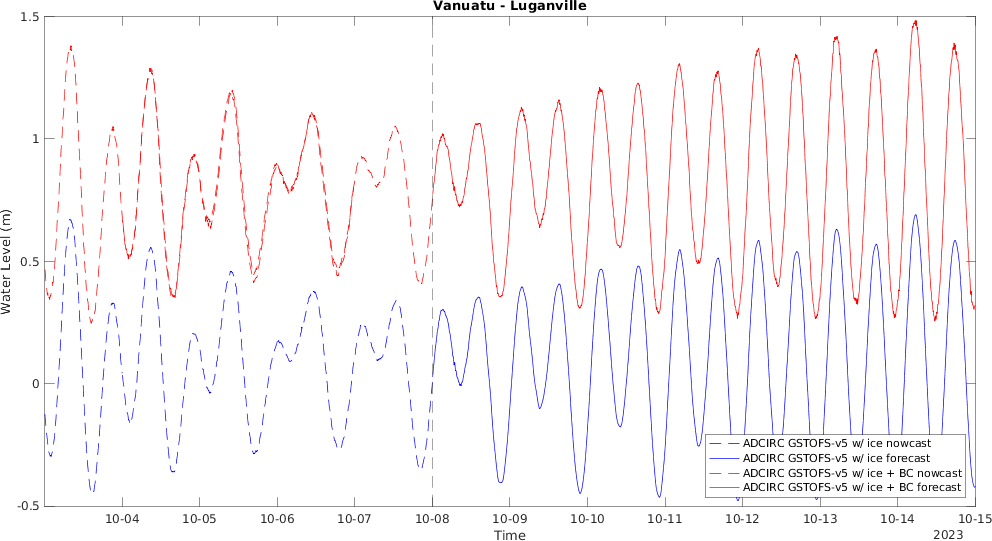 Vanuatu - Luganville
1.5
1
0.5
0
-0.5
Water Level (m)
ADCIRC GSTOFS-v5 w/ ice nowcast
ADCIRC GSTOFS-v5 w/ ice forecast
ADCIRC GSTOFS-v5 w/ ice + BC nowcast
ADCIRC GSTOFS-v5 w/ ice + BC forecast
10-04 10-05 10-06 10-07 10-08 10-09 10-10 10-11 10-12 10-13 10-14 10-15
Time
2023